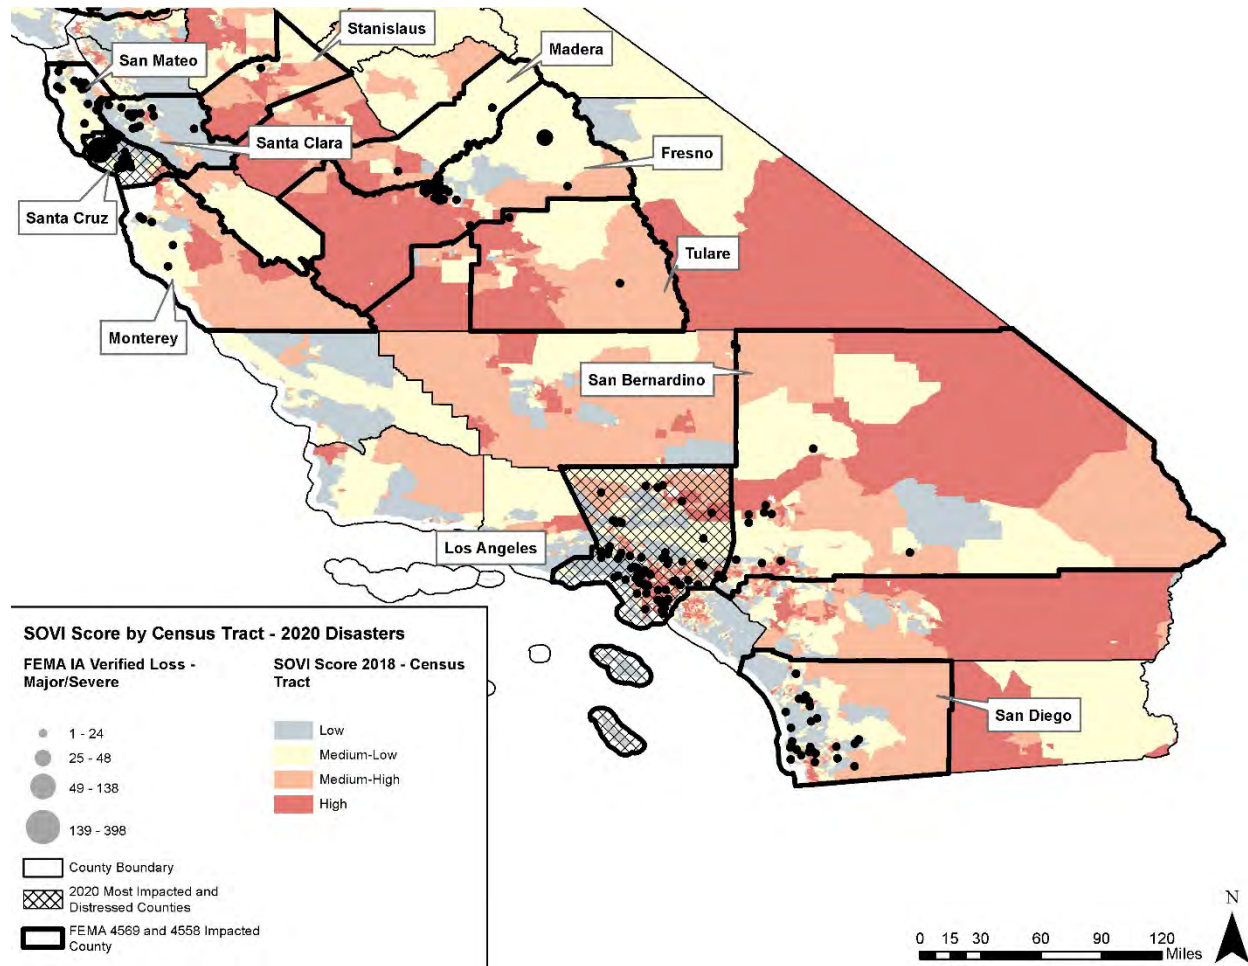 Stanislaus
Madera
San Mateo
Santa Clara
Fresno
Santa Cruz
Tulare
Monterey
San Bernardino
Los Angeles
San Diego
SOVI Score by Census Tract - 2020 Disasters
FEMA IA Verified Loss -
Major/Severe
1 - 24
25 - 48
49 - 138
139 - 398
SOVI Score 2018 - Census
Tract
Low
Medium-Low
Medium-High
High
County Boundary
2020 Most Impacted and
Distressed Counties
FEMA 4569 and 4558 Impacted
County
N
0 15 30 60 90 120
Miles